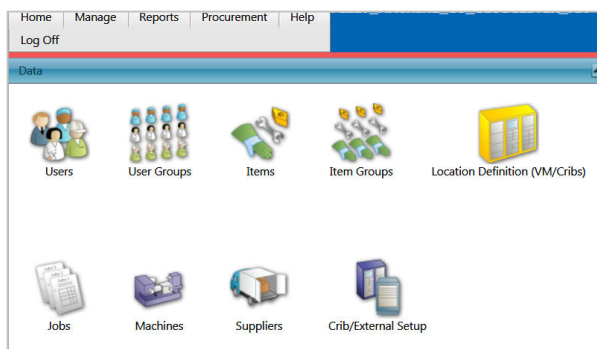 Home Manage Reports Procurement Help
Log Off
Data
Users User Groups Items Item Groups Location Definition (VM/Cribs)
Jobs Machines Suppliers Crib/External Setup